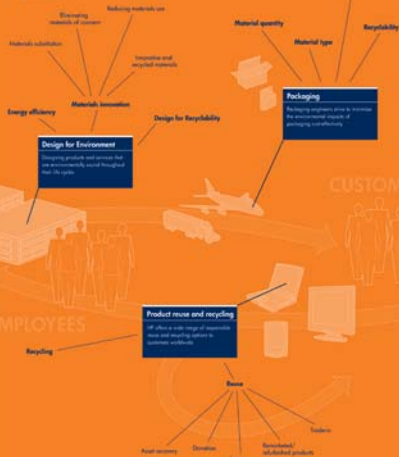 Reducing materials use
Eliminating
materials of concern
Materials substitution
Innovative and
recycled materials
Energy efficiency
Materials innovation
Design for Recyclability
Design for Environment
Designing products and services that
are environmentally sound throughout
their life cycles
Material quantity
Material type
Recyclability
Packaging
Packaging engineers strive to minimize
the environmental impacts of
packaging cost-effectively
CUSTOM
MPLOYEES
Product reuse and recycling
HP offers a wide range of responsible
reuse and recycling options to
customers worldwide
Recycling
Reuse
Asset recovery
Donation
Remarketed/
refurbished products
Trade-in